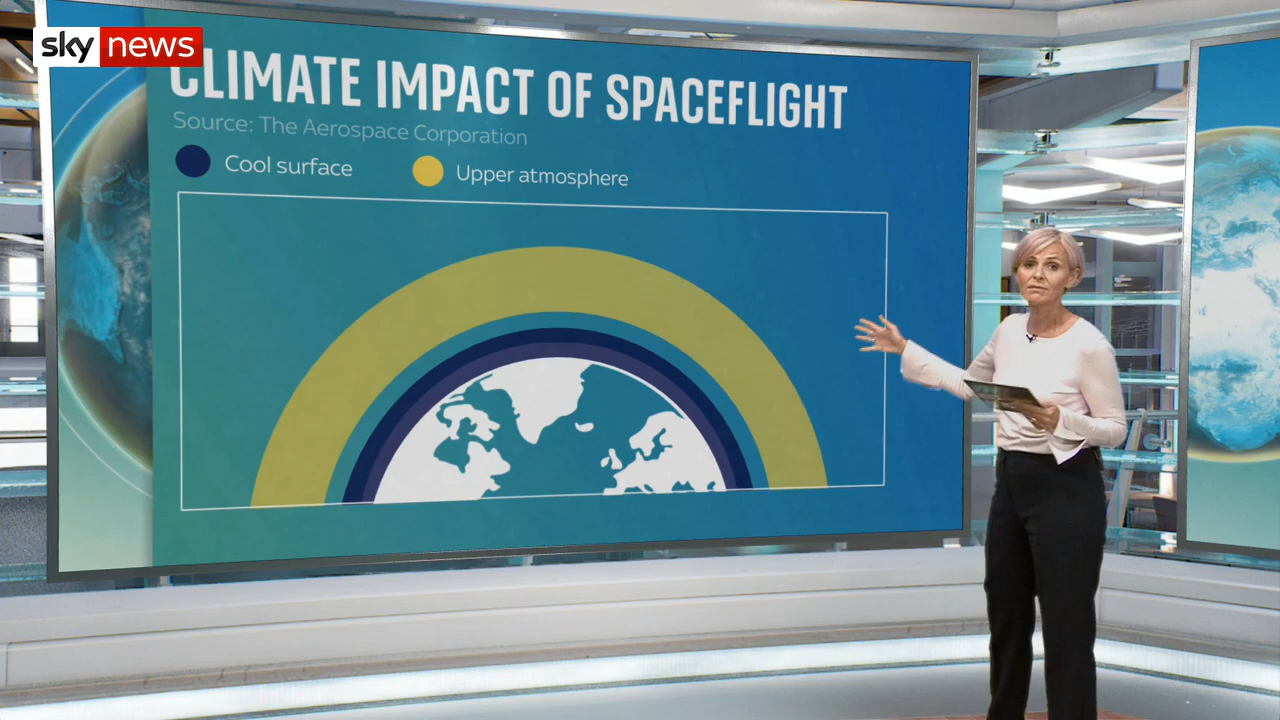 sky news
CLIMATE IMPACT OF SPACEFLIGHT
Source: The Aerospace Corporation
Cool surface
Upper atmosphere